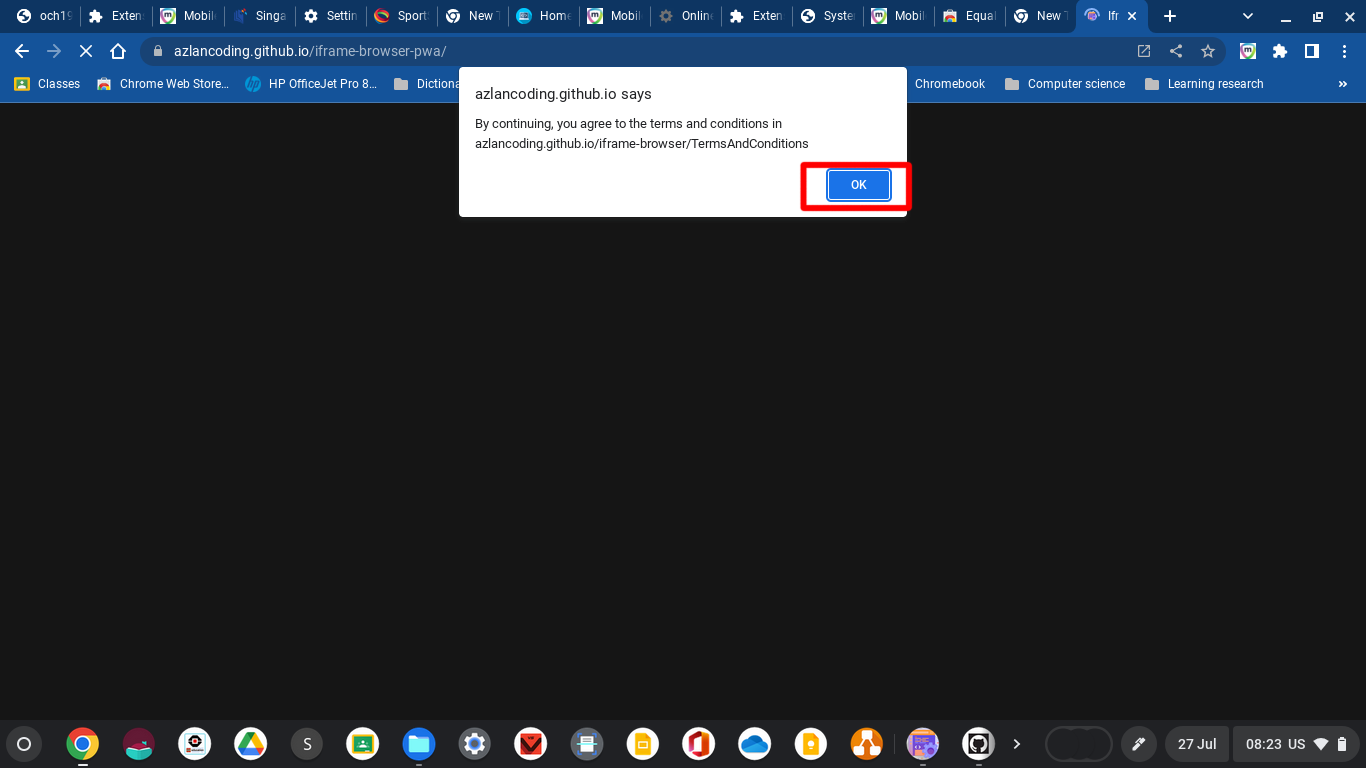 och19
Exten
Mobil
Singa
Settin
Sport
New T
Home
Mobil
Online
Exten
Syste
Mobil
Equal
New T
Ifr
azlancoding.github.io/iframe-browser-pwa/
Classes
Chrome Web Store...
HP OfficeJet Pro 8...
Dictiona
Chromebook
Computer science
Learning research
»
azlancoding.github.io says
By continuing, you agree to the terms and conditions in
azlancoding.github.io/iframe-browser/TermsAndConditions
OK
S
27 Jul
08:23 US